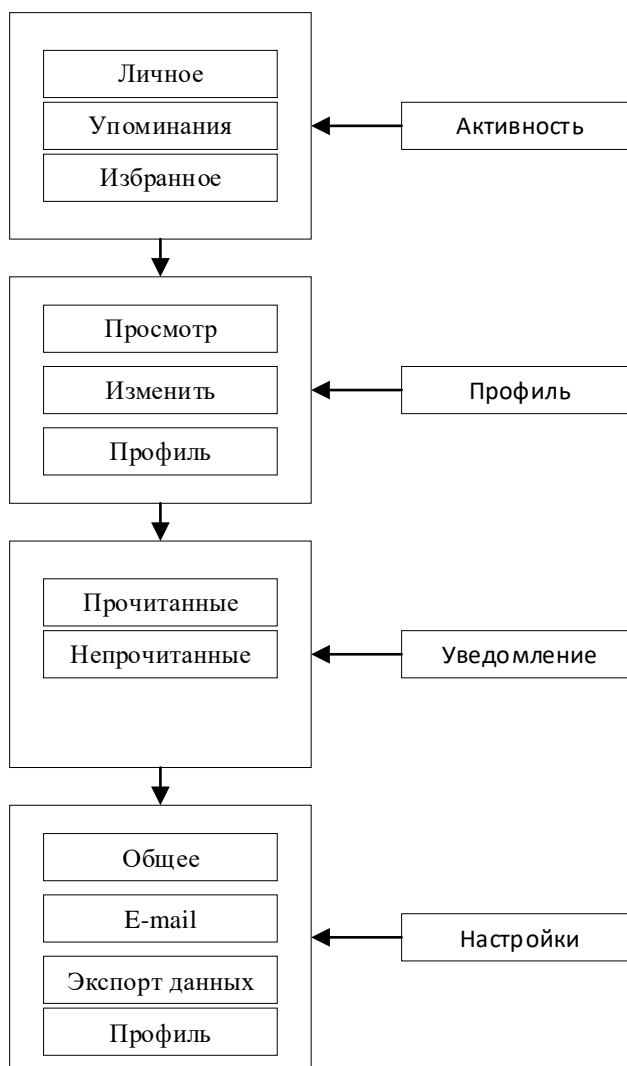 Личное
Упоминания
Избранное
Активность
Просмотр
Изменить
Профиль
Профиль
Прочитанные
Непрочитанные
Уведомление
Общее
E-mail
Экспорт данных
Профиль
Настройки